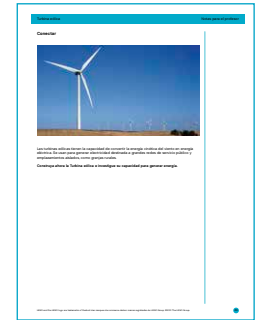 Turbina eólica
Notas para el profesor
Conectar
Las turbinas eólicas tienen la capacidad de convertir la energía cinética del viento en energía
eléctrica. Se usan para generar electricidad destinada a grandes redes de servicio público y
emplazamientos aislados, como granjas rurales.
Construya ahora la Turbina eólica e investigue su capacidad para generar energía.